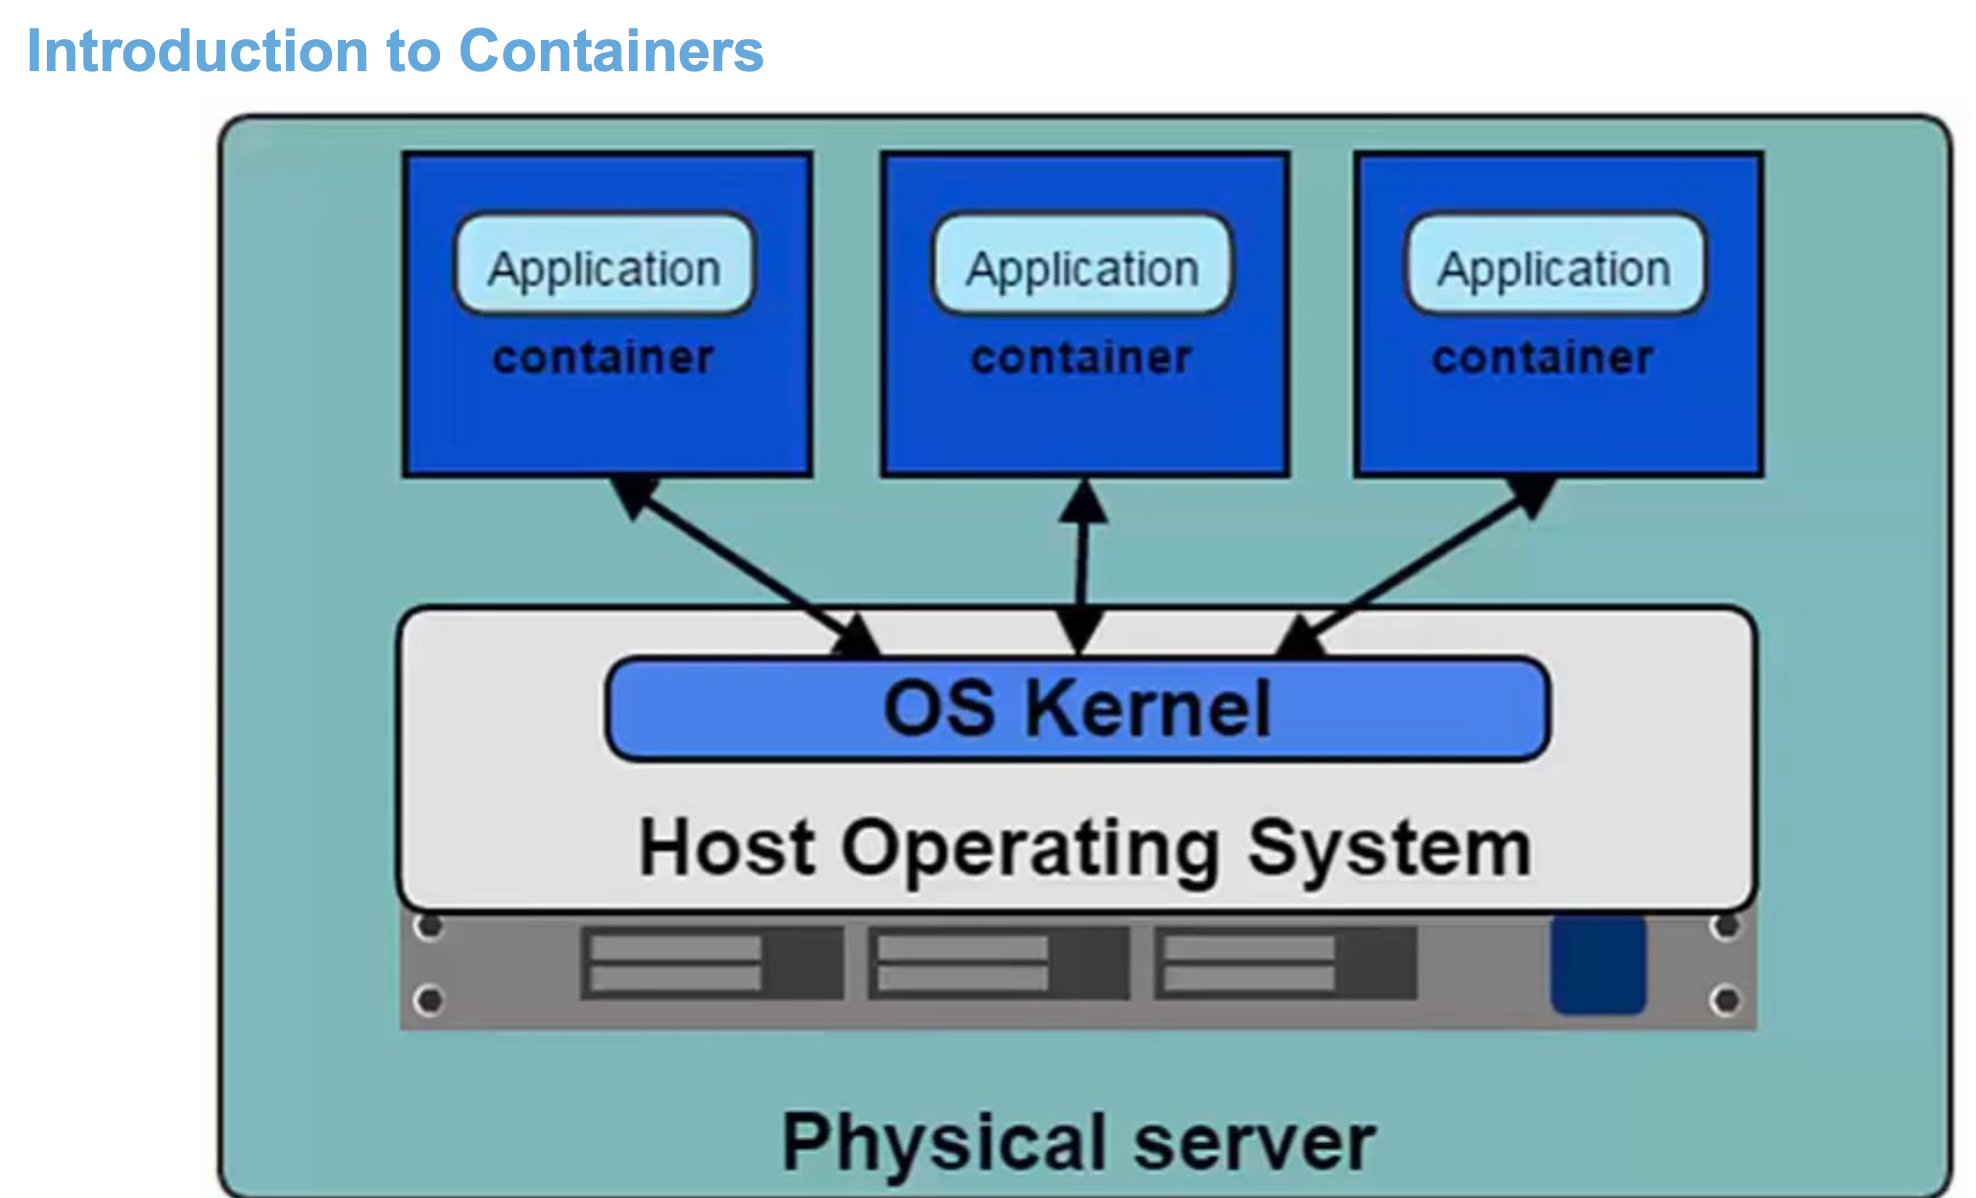 Introduction to Containers
Application
container
Application
container
Application
container
OS Kernel
Host Operating System
Physical server